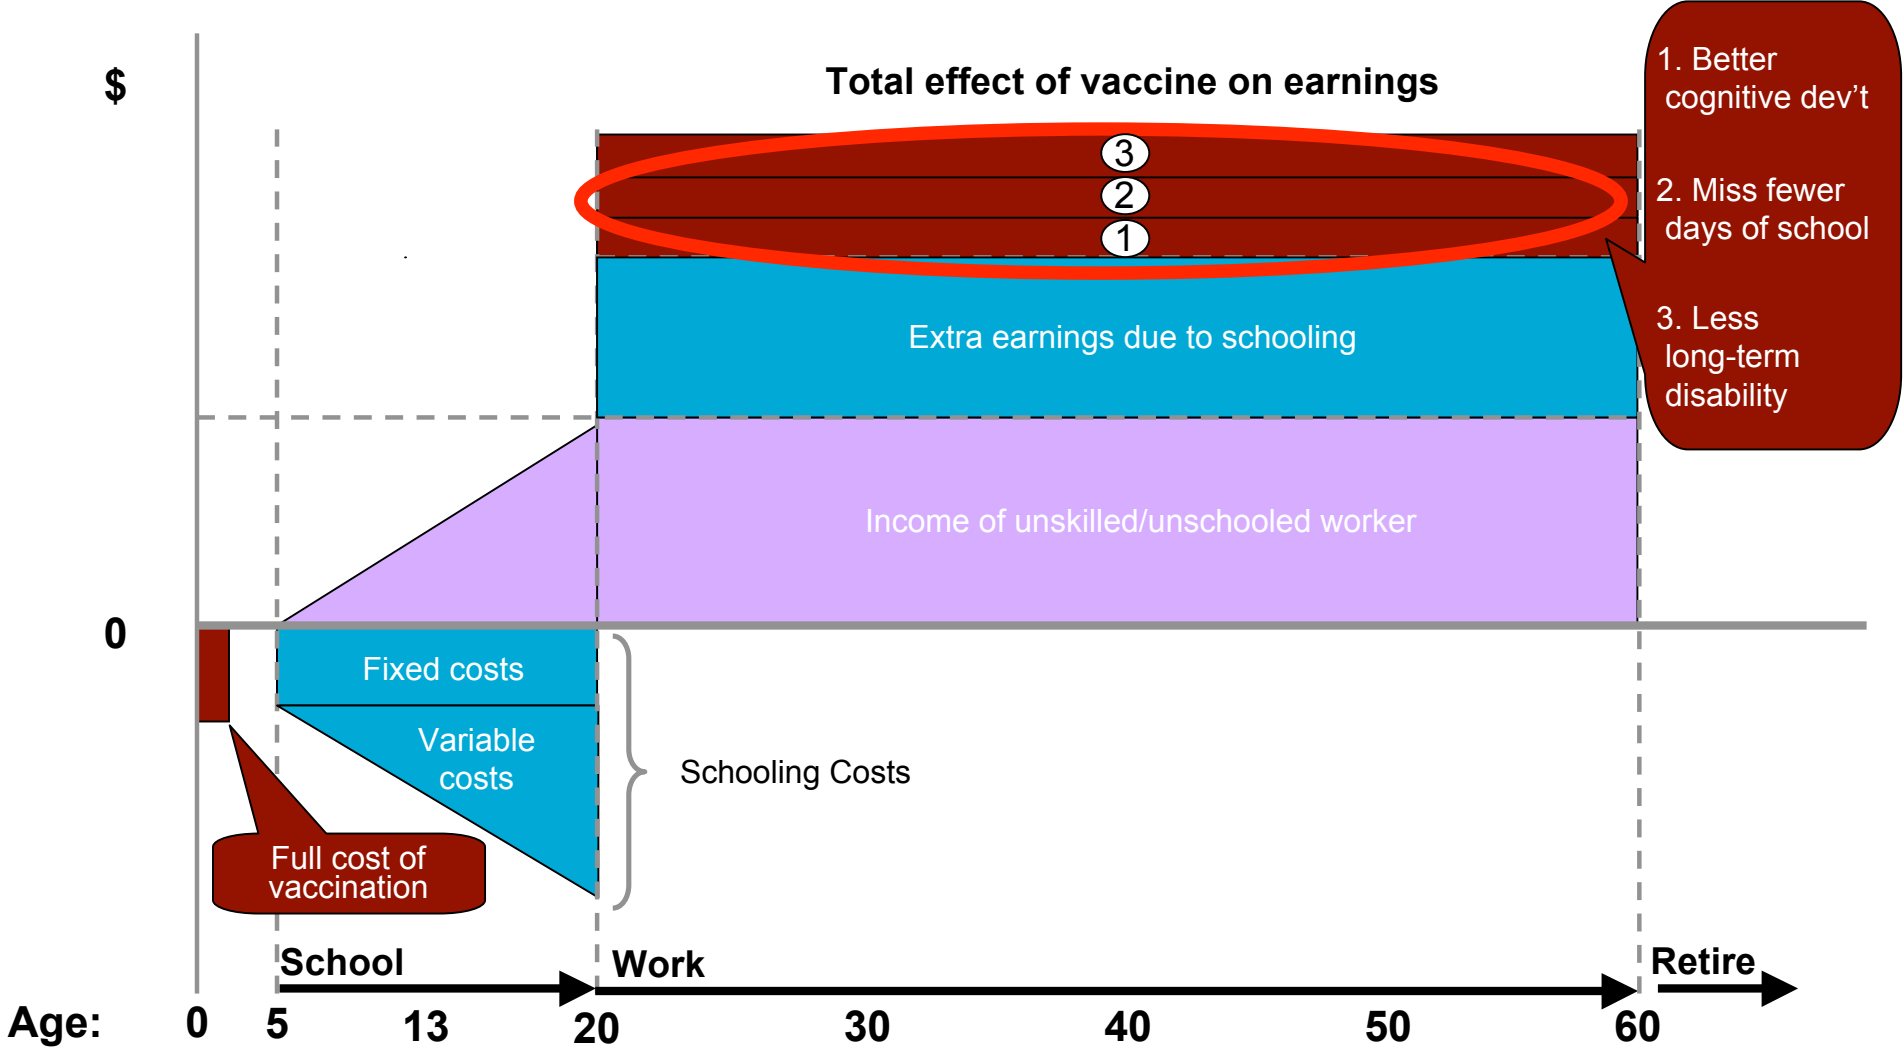 $
Total effect of vaccine on earnings
1. Better
cognitive dev’t
2. Miss fewer
days of school
3. Less
long-term
disability
3
2
1
Extra earnings due to schooling
Income of unskilled/unschooled worker
0
Fixed costs
Variable
costs
Schooling Costs
Full cost of
vaccination
School
Work
Retire
Age: 0 5 13 20 30 40 50 60